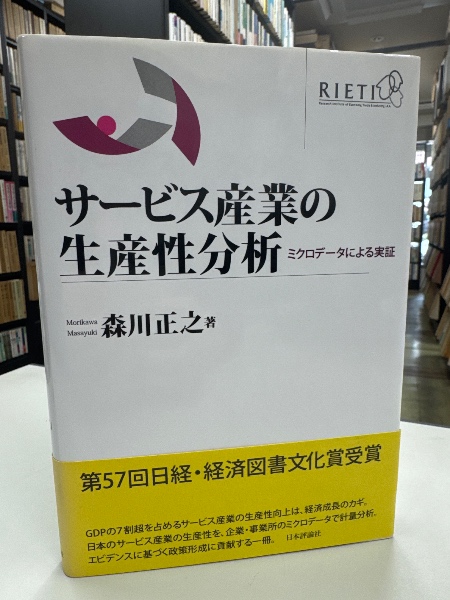 RIETI
Research Institute of Economy, Trade & Industry, IAA
サービス産業の
生産性分析 ミクロデータによる実証
Morikawa
Masayuki
森川正之 著
第57回日経・経済図書文化賞受賞
GDPの7割超を占めるサービス産業の生産性向上は、経済成長のカギ。
日本のサービス産業の生産性を、企業・事業所のミクロデータで計量分析。
エビデンスに基づく政策形成に貢献する一冊。 日本評論社